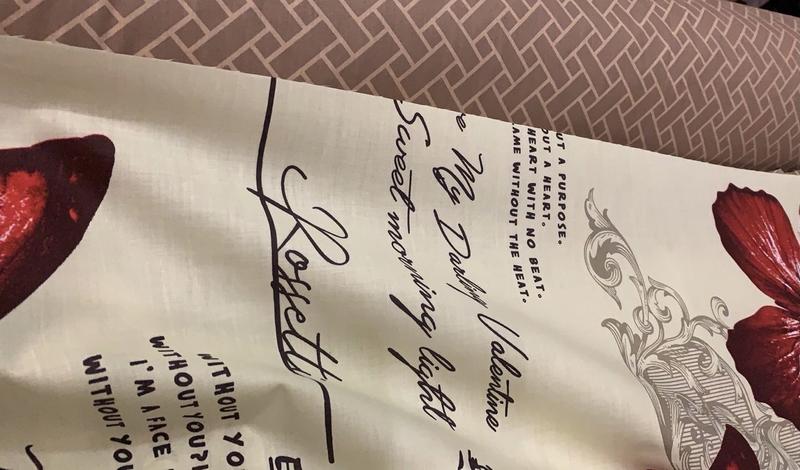 UT A PURPOSE.
OUT A HEART.
HEART WITH NO BEAT.
AME WITHOUT THE HEAT.
e My Darling Valentine
Sweet morning light
Rossetti
WITHOUT YO
WITHOUT YOU?I
I'M A FACE
WITHOUT YOU